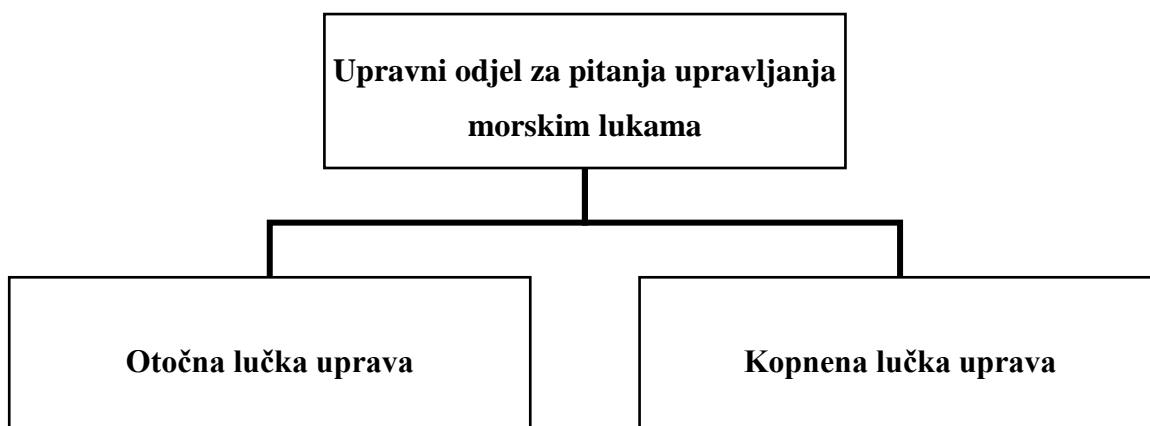 Upravni odjel za pitanja upravljanja
morskim lukama
Otočna lučka uprava
Kopnena lučka uprava